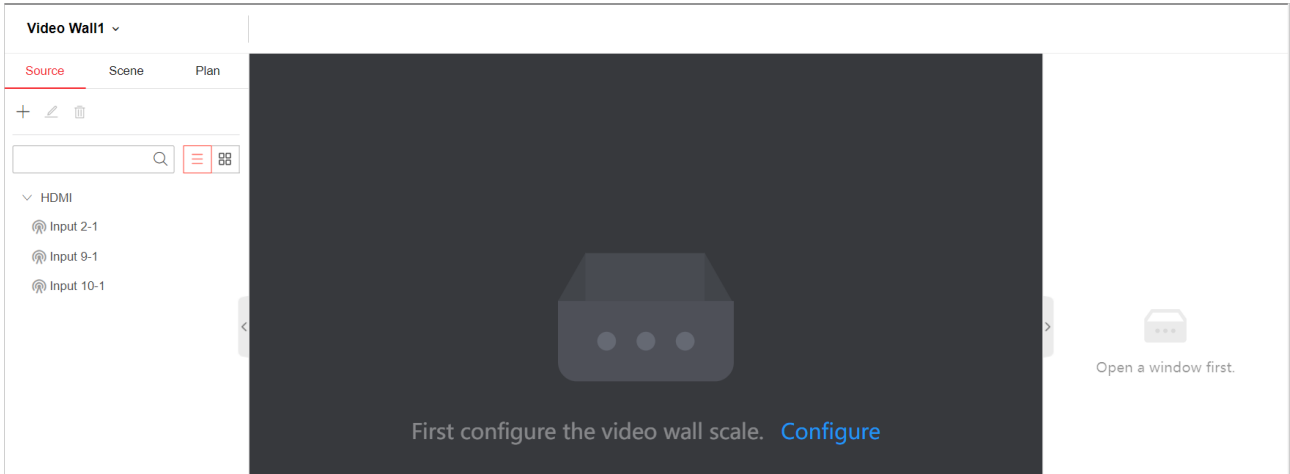 Video Wall1
Source Scene Plan
HDMI
Input 2-1
Input 9-1
Input 10-1
Open a window first.
First configure the video wall scale. Configure